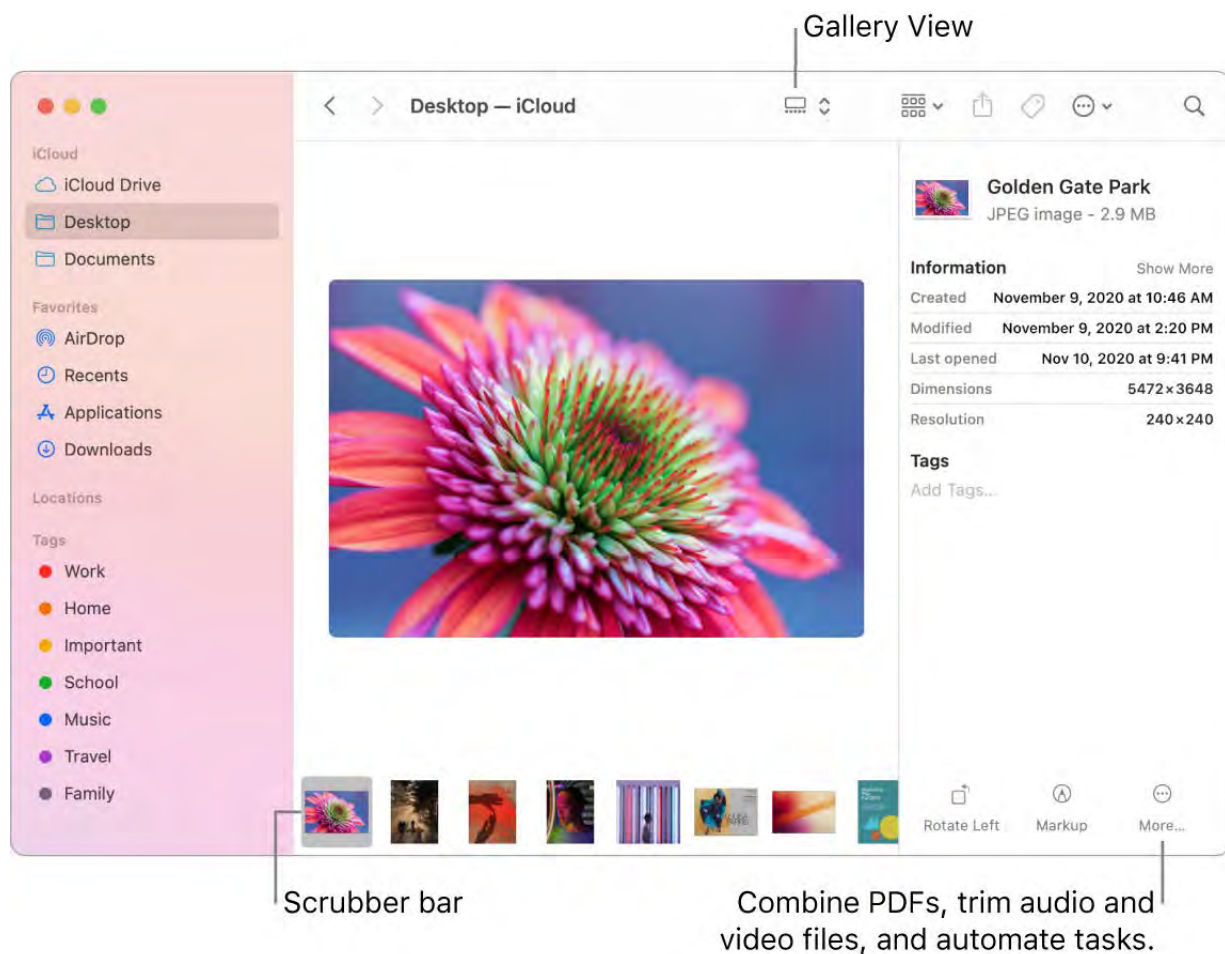 Gallery View
Desktop — iCloud
iCloud
iCloud Drive
Desktop
Documents
Favorites
AirDrop
Recents
Applications
Downloads
Locations
Tags
Work
Home
Important
School
Music
Travel
Family
Golden Gate Park
JPEG image - 2.9 MB
Information Show More
Created November 9, 2020 at 10:46 AM
Modified November 9, 2020 at 2:20 PM
Last opened Nov 10, 2020 at 9:41 PM
Dimensions 5472×3648
Resolution 240×240
Tags
Add Tags...
Rotate Left Markup More...
Scrubber bar
Combine PDFs, trim audio and
video files, and automate tasks.